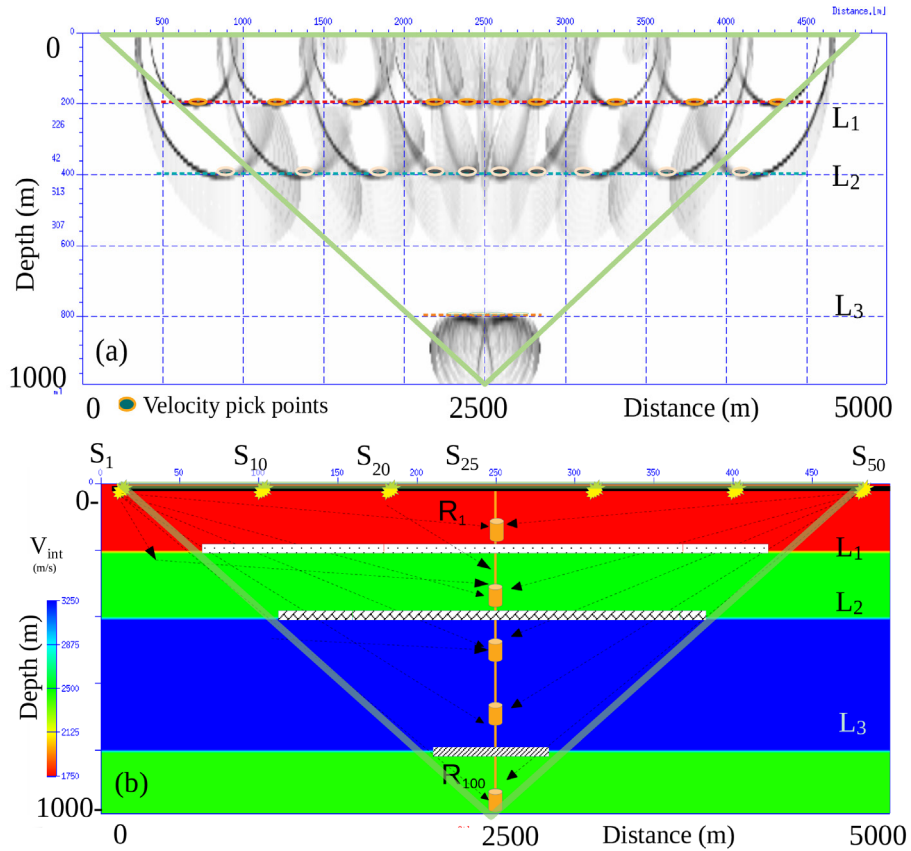 Distance,[m]
500 1000 1500 2000 2500 3000 3500 4000 4500
0
0
200
L1
226
42
400
L2
513
307
600
Depth (m)
800
L3
(a)
1000
0
Velocity pick points
2500
Distance (m)
5000
S1 S10 S20 S25 S50
0 50 150 200 250 300 350 400 450
0
0-
R1
Vint
(m/s)
L1
L2
3250
2875
2500
2125
1750
Depth (m)
L3
R100
(b)
1000-
0
2500
Distance (m)
5000